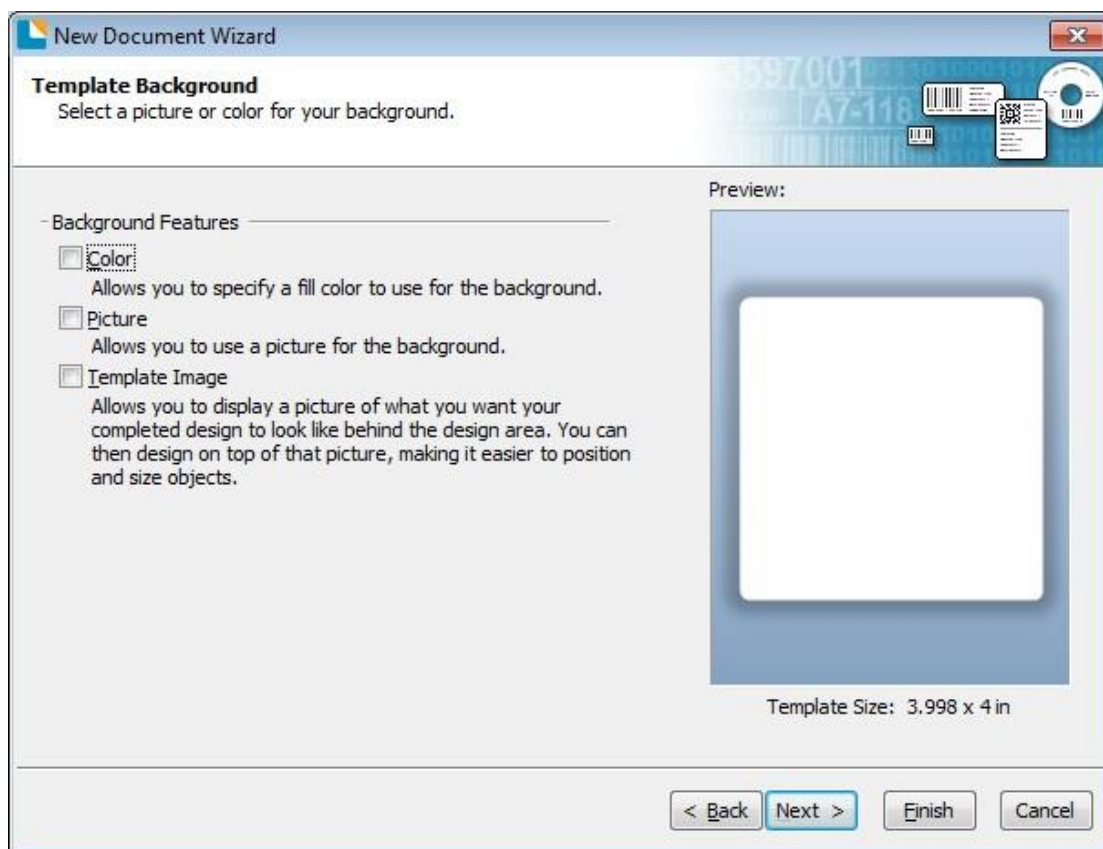 New Document Wizard
Template Background
Select a picture or color for your background.
3597001
A7-118
Preview:
Background Features
Color
Allows you to specify a fill color to use for the background.
Picture
Allows you to use a picture for the background.
Template Image
Allows you to display a picture of what you want your
completed design to look like behind the design area. You can
then design on top of that picture, making it easier to position
and size objects.
Template Size: 3.998 x 4 in
< Back
Next >
Finish
Cancel